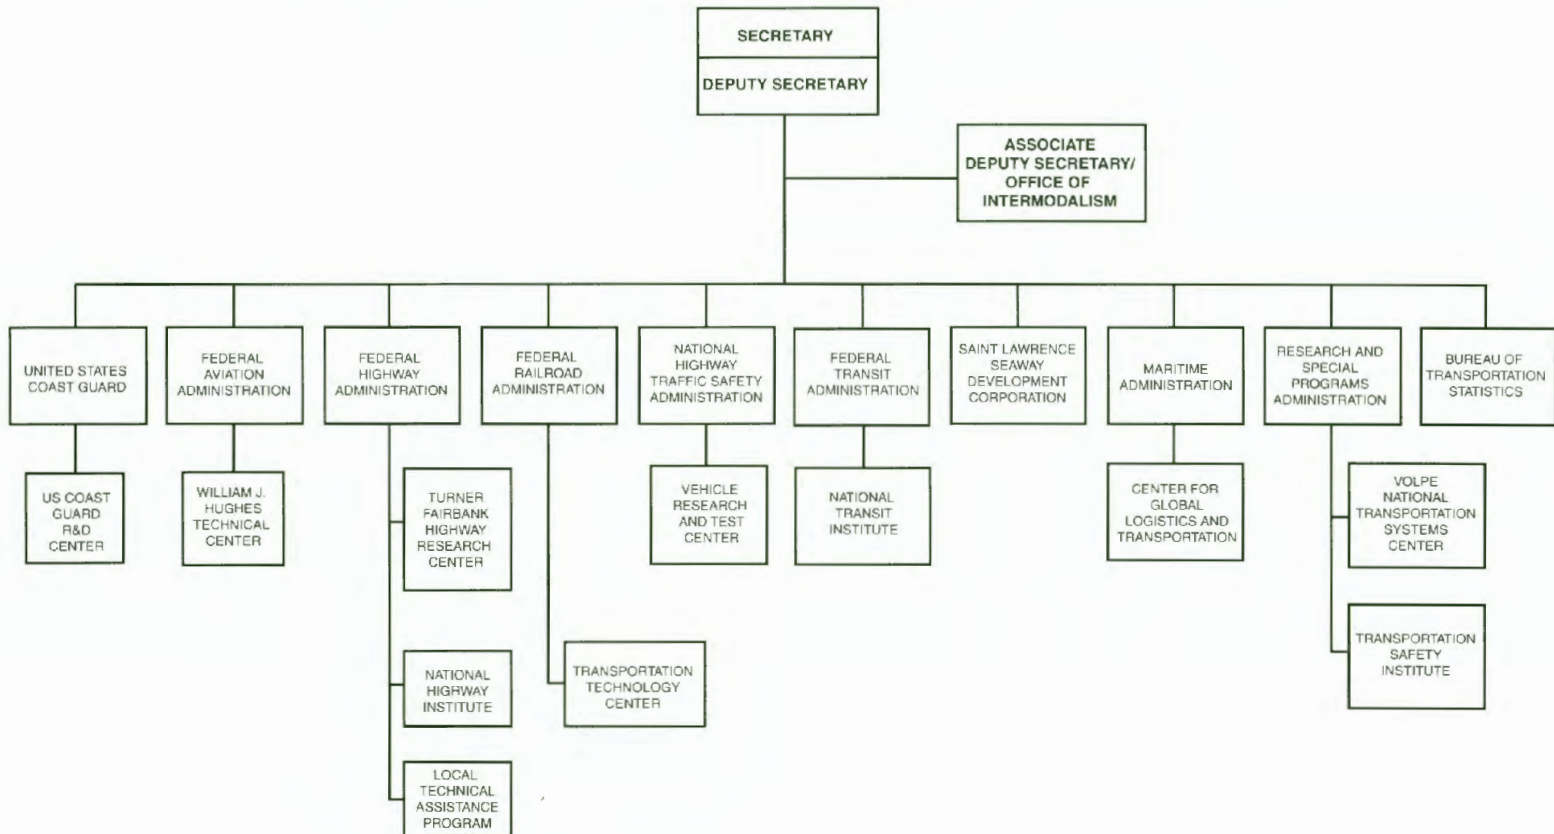 SECRETARY
DEPUTY SECRETARY
ASSOCIATE
DEPUTY SECRETARY/
OFFICE OF
INTERMODALISM
UNITED STATES
COAST GUARD
FEDERAL
AVIATION
ADMINISTRATION
FEDERAL
HIGHWAY
ADMINISTRATION
FEDERAL
RAILROAD
ADMINISTRATION
NATIONAL
HIGHWAY
TRAFFIC SAFETY
ADMINISTRATION
FEDERAL
TRANSIT
ADMINISTRATION
SAINT LAWRENCE
SEAWAY
DEVELOPMENT
CORPORATION
MARITIME
ADMINISTRATION
RESEARCH AND
SPECIAL
PROGRAMS
ADMINISTRATION
BUREAU OF
TRANSPORTATION
STATISTICS
US COAST
GUARD
R&D
CENTER
WILLIAM J.
HUGHES
TECHNICAL
CENTER
TURNER
FAIRBANK
HIGHWAY
RESEARCH
CENTER
VEHICLE
RESEARCH
AND TEST
CENTER
NATIONAL
TRANSIT
INSTITUTE
CENTER FOR
GLOBAL
LOGISTICS AND
TRANSPORTATION
VOLPE
NATIONAL
TRANSPORTATION
SYSTEMS
CENTER
NATIONAL
HIGRWAY
INSTITUTE
TRANSPORTATION
TECHNOLOGY
CENTER
TRANSPORTATION
SAFETY
INSTITUTE
LOCAL
TECHNICAL
ASSISTANCE
PROGRAM